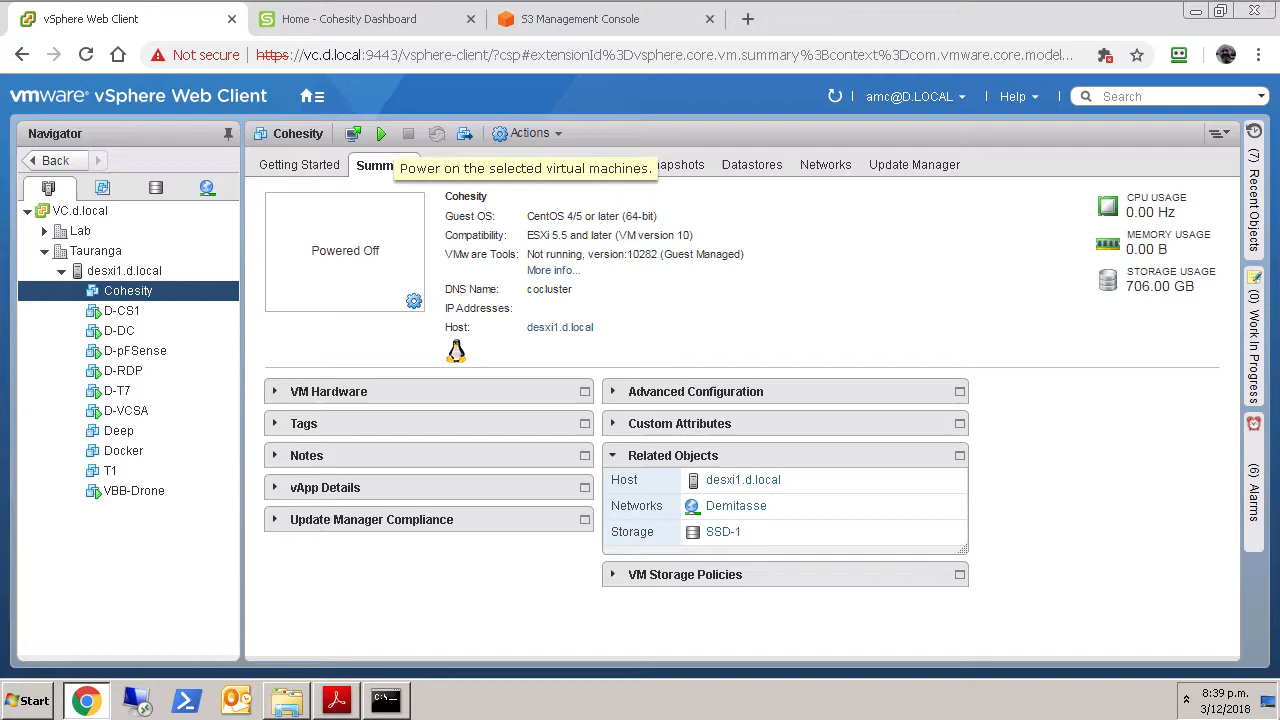 vSphere Web Client
Home - Cohesity Dashboard
S3 Management Console
Not secure
https://vc.d.local:9443/vsphere-client/?csp#extensionId%3Dvsphere.core.vm.summary%3Bcontext%3Dcom.vmware.core.model...
vmware® vSphere Web Client
amc@D.LOCAL
Help
Search
Navigator
Back
VC.d.local
Lab
Tauranga
desxi1.d.local
Cohesity
D-CS1
D-DC
D-pFSense
D-RDP
D-T7
D-VCSA
Deep
Docker
T1
VBB-Drone
Cohesity
Actions
Getting Started
Summ
Power on the selected virtual machines.
apshots
Datastores
Networks
Update Manager
Powered Off
Cohesity
Guest OS: CentOS 4/5 or later (64-bit)
Compatibility: ESXi 5.5 and later (VM version 10)
VMware Tools: Not running, version:10282 (Guest Managed)
More info...
DNS Name: cocluster
IP Addresses:
Host: desxi1.d.local
CPU USAGE
0.00 Hz
MEMORY USAGE
0.00 B
STORAGE USAGE
706.00 GB
VM Hardware
Tags
Notes
vApp Details
Update Manager Compliance
Advanced Configuration
Custom Attributes
Related Objects
Host desxi1.d.local
Networks Demitasse
Storage SSD-1
VM Storage Policies
(7) Recent Objects
(0) Work In Progress
(6) Alarms
Start
C:\_
8:39 p.m.
3/12/2018